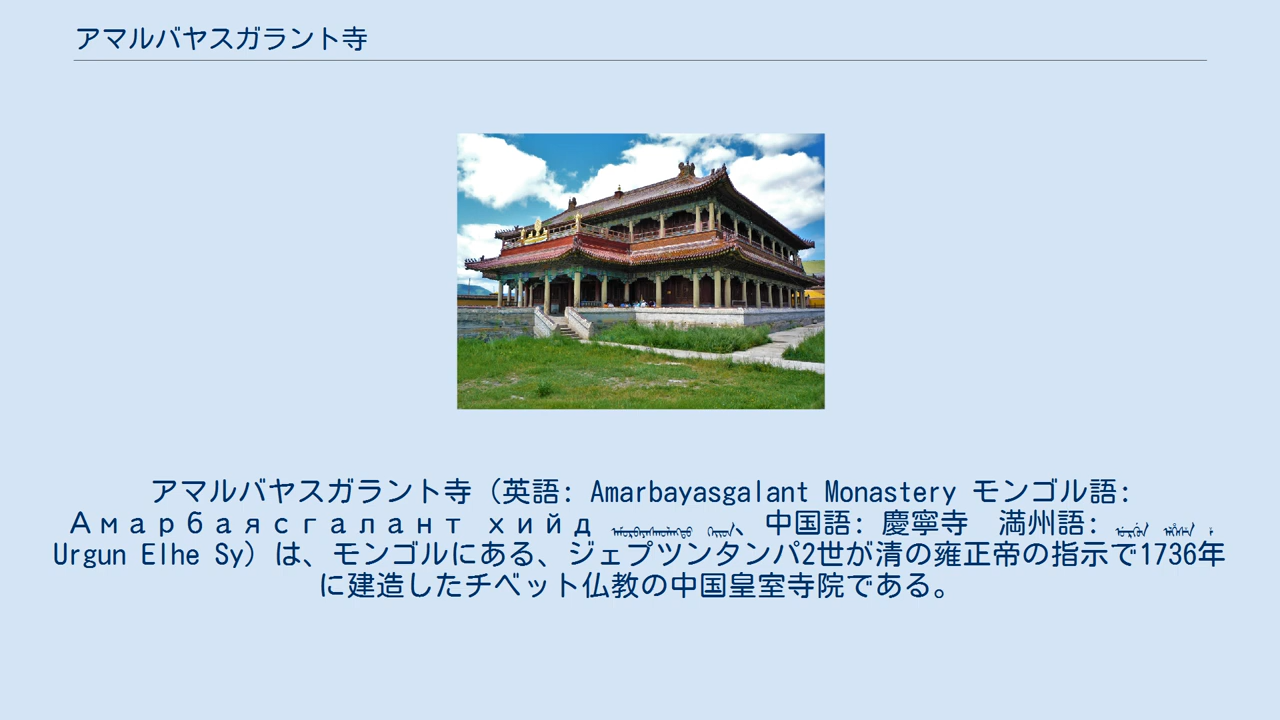 アマルバヤスガラント寺
アマルバヤスガラント寺（英語: Amarbayasgalant Monastery モンゴル語:
Амарбаясгалант хийд 、中国語: 慶寧寺　満州語:
Urgun Elhe Sy）は、モンゴルにある、ジェプツンタンパ2世が清の雍正帝の指示で1736年
に建造したチベット仏教の中国皇室寺院である。